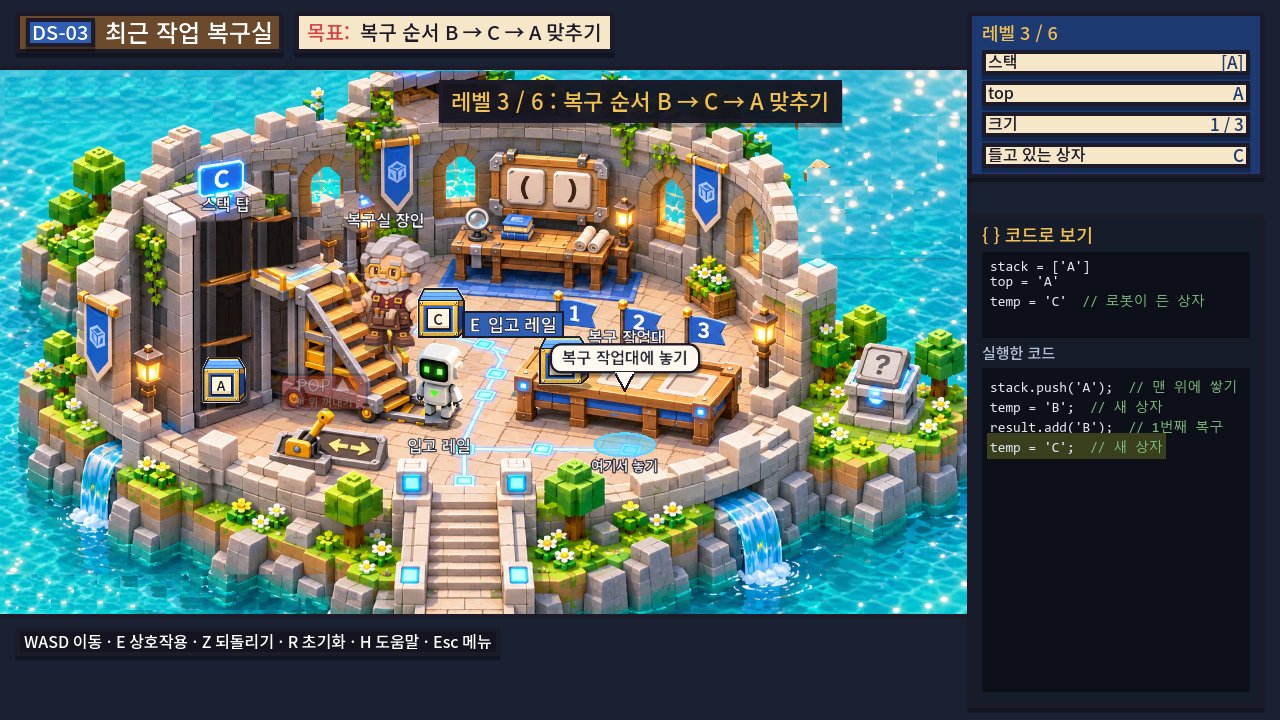 DS-03 최근 작업 복구실
목표: 복구 순서 B → C → A 맞추기
레벨 3 / 6 : 복구 순서 B → C → A 맞추기
C
스택 탑
복구실 장인
( )
C
E 입고 레일
1
2
3
복구 작업대
복구 작업대에 놓기
?
A
POP
맨 위 꺼내기
입고 레일
여기서 놓기
WASD 이동 · E 상호작용 · Z 되돌리기 · R 초기화 · H 도움말 · Esc 메뉴
레벨 3 / 6
스택 [A]
top A
크기 1 / 3
들고 있는 상자 C
{ } 코드로 보기
stack = ['A']
top = 'A'
temp = 'C' // 로봇이 든 상자
실행한 코드
stack.push('A'); // 맨 위에 쌓기
temp = 'B'; // 새 상자
result.add('B'); // 1번째 복구
temp = 'C'; // 새 상자